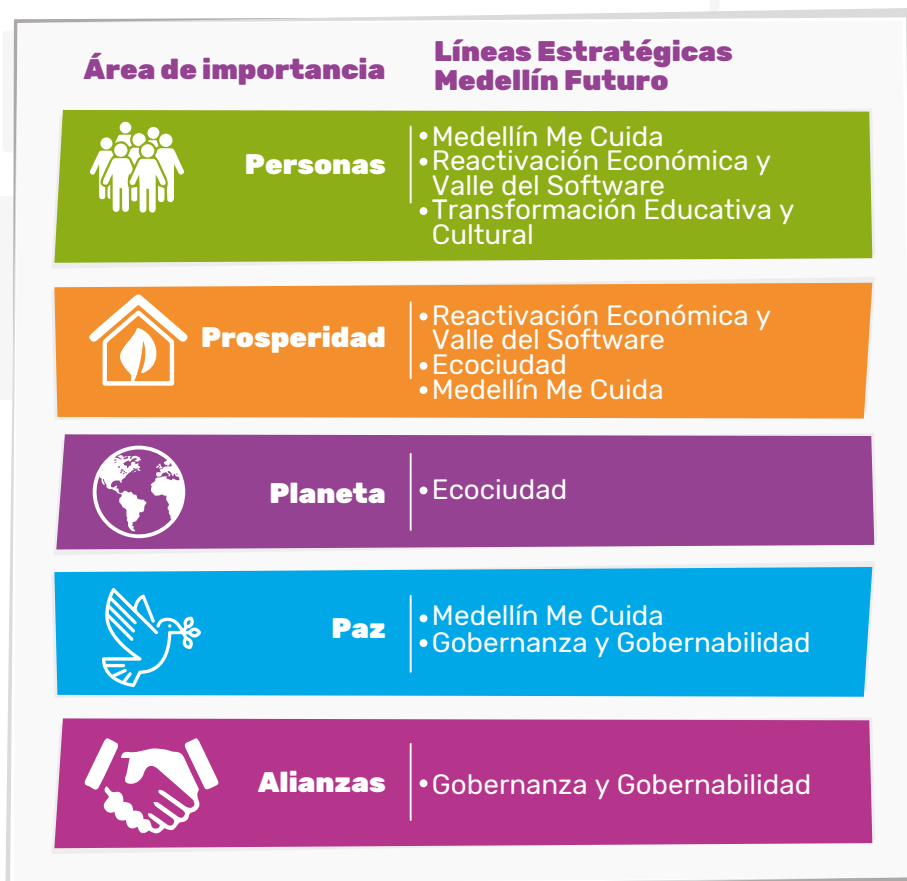 Área de importancia
Líneas Estratégicas
Medellín Futuro
Personas
•Medellín Me Cuida
•Reactivación Económica y
Valle del Software
•Transformación Educativa y
Cultural
Prosperidad
•Reactivación Económica y
Valle del Software
•Ecociudad
•Medellín Me Cuida
Planeta
•Ecociudad
Paz
•Medellín Me Cuida
•Gobernanza y Gobernabilidad
Alianzas
•Gobernanza y Gobernabilidad